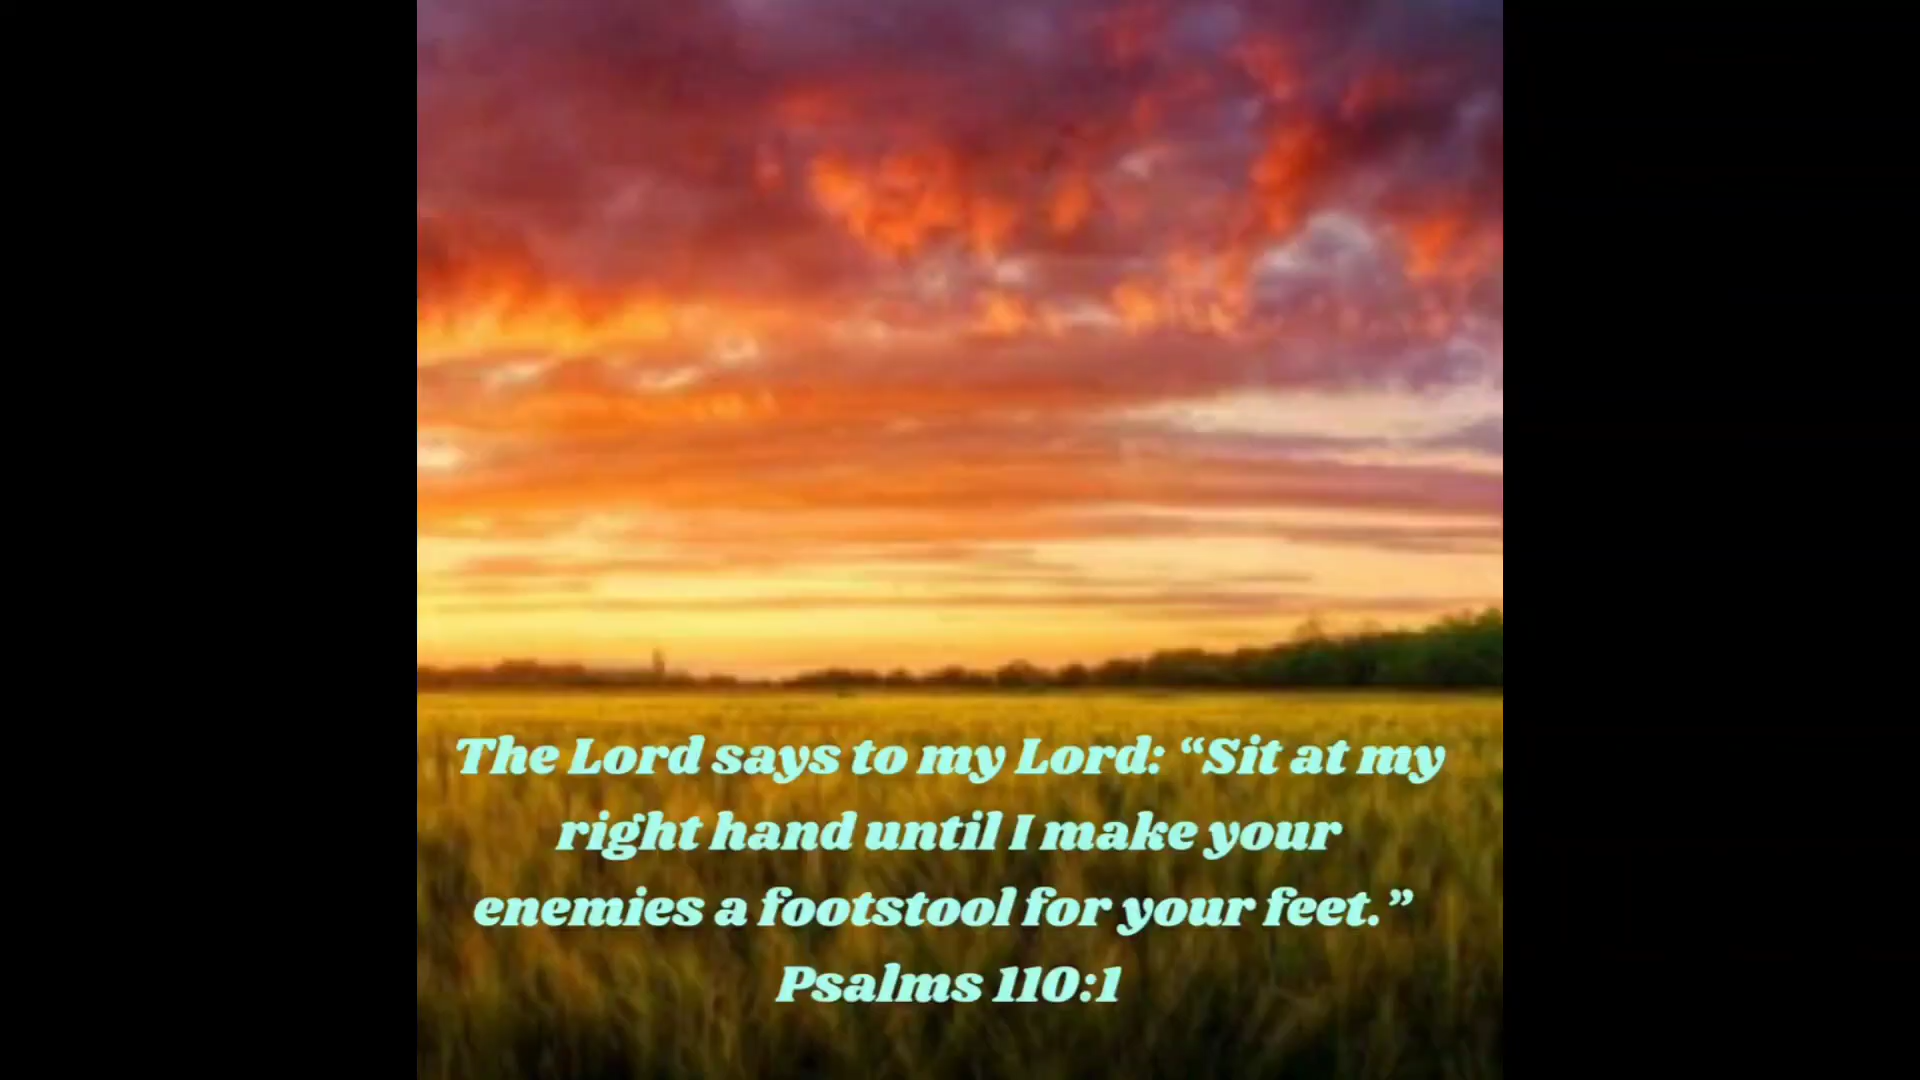 The Lord says to my Lord: “Sit at my
right hand until I make your
enemies a footstool for your feet.”
Psalms 110:1